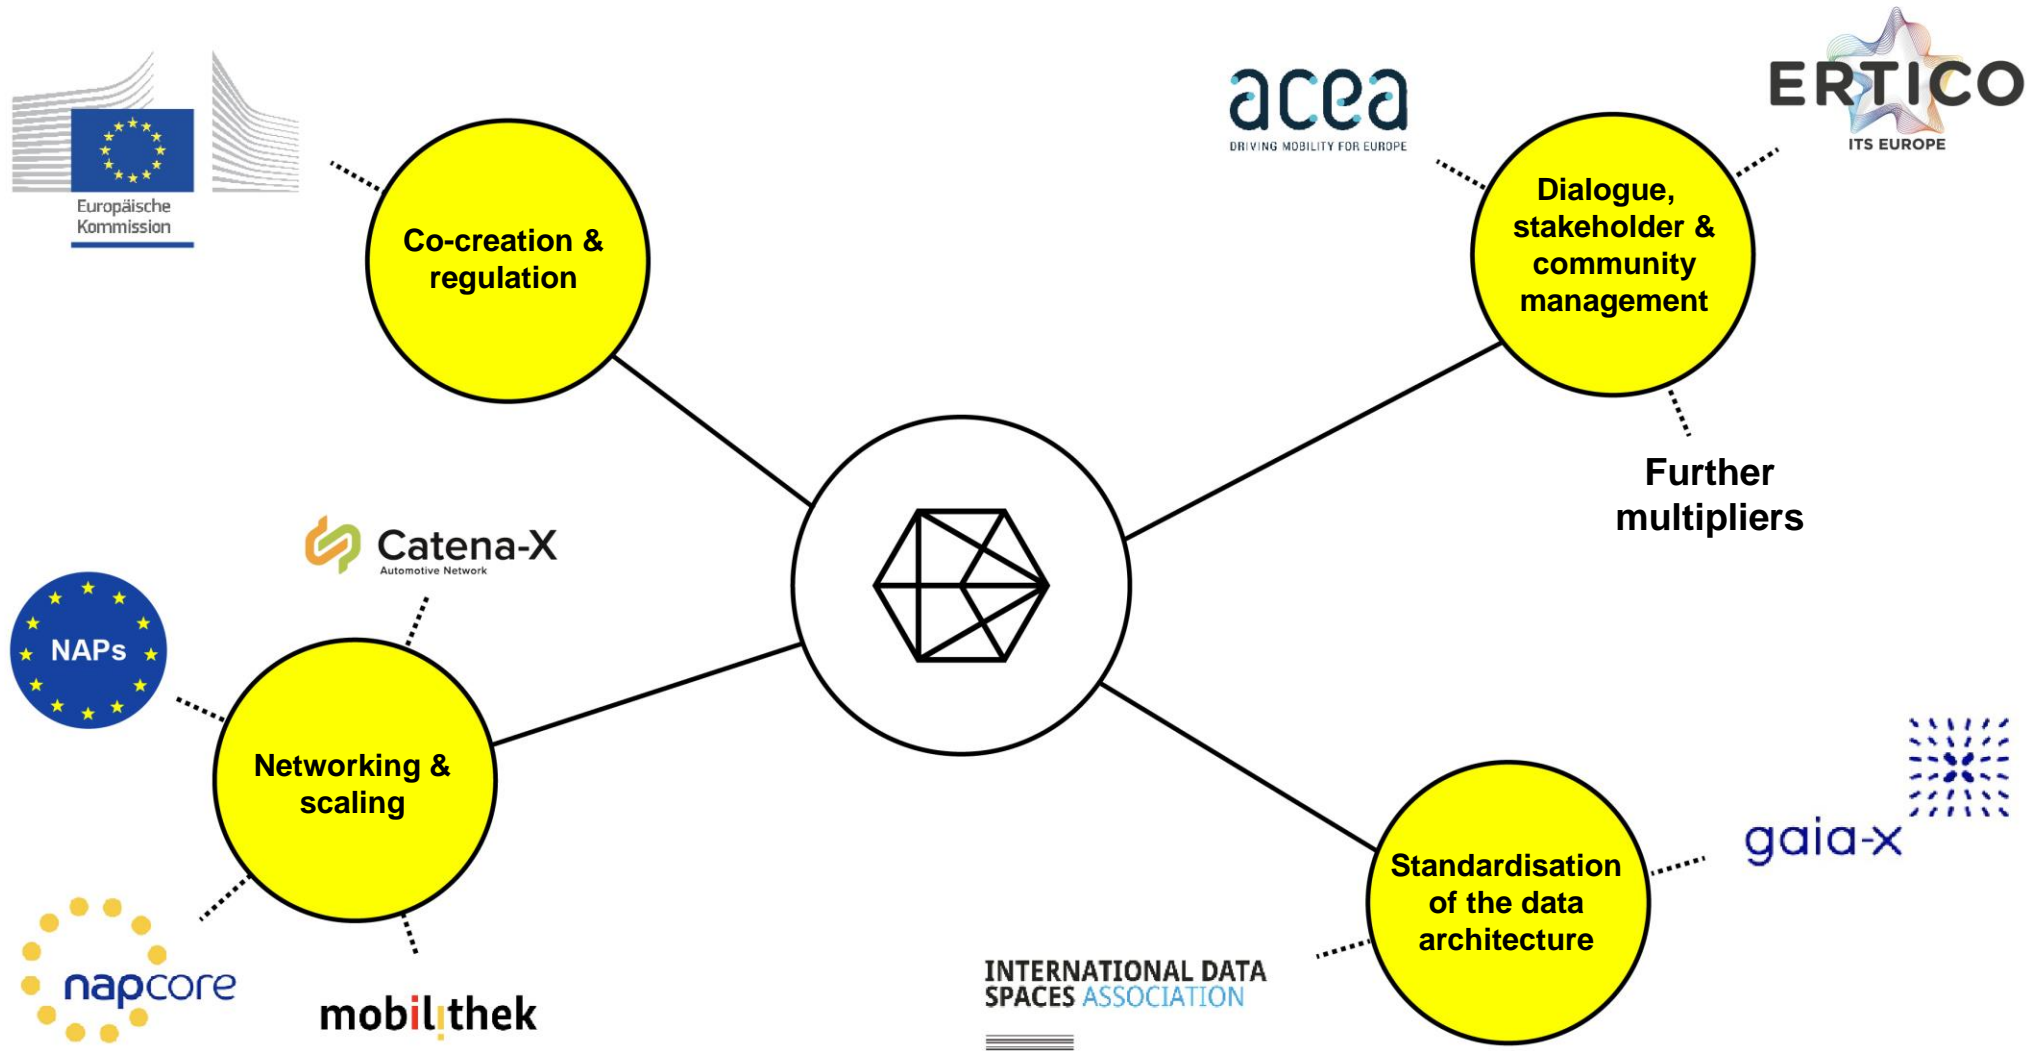 Europäische
Kommission
Co-creation &
regulation
acea
DRIVING MOBILITY FOR EUROPE
ERTICO
ITS EUROPE
Dialogue,
stakeholder &
community
management
Further
multipliers
Catena-X
Automotive Network
NAPs
Networking &
scaling
napcore
mobilithek
gaia-x
Standardisation
of the data
architecture
INTERNATIONAL DATA
SPACES ASSOCIATION